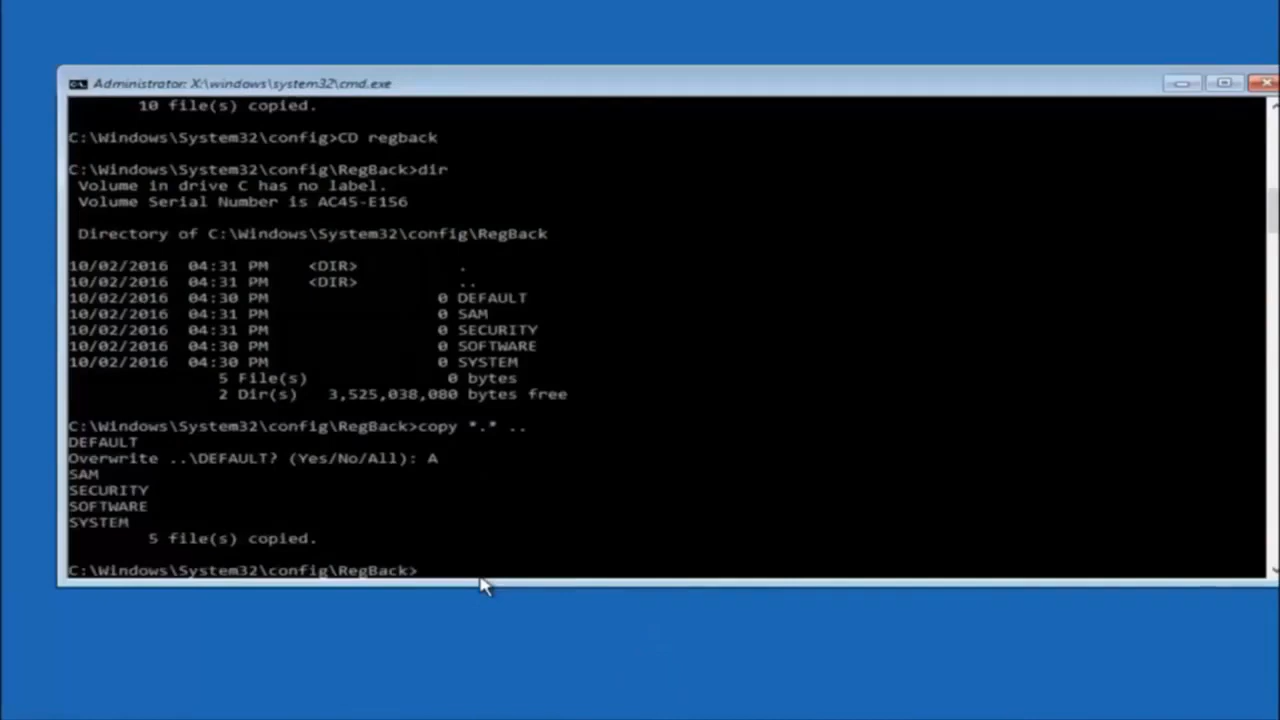 Administrator: X:\windows\system32\cmd.exe
10 file(s) copied.
C:\Windows\System32\config>CD regback
C:\Windows\System32\config\RegBack>dir
Volume in drive C has no label.
Volume Serial Number is AC45-E156
Directory of C:\Windows\System32\config\RegBack
10/02/2016 04:31 PM <DIR> .
10/02/2016 04:31 PM <DIR> ..
10/02/2016 04:30 PM 0 DEFAULT
10/02/2016 04:31 PM 0 SAM
10/02/2016 04:31 PM 0 SECURITY
10/02/2016 04:30 PM 0 SOFTWARE
10/02/2016 04:30 PM 0 SYSTEM
5 File(s) 0 bytes
2 Dir(s) 3,525,038,080 bytes free
C:\Windows\System32\config\RegBack>copy *.* ..
DEFAULT
Overwrite ..\DEFAULT? (Yes/No/All): A
SAM
SECURITY
SOFTWARE
SYSTEM
5 file(s) copied.
C:\Windows\System32\config\RegBack>